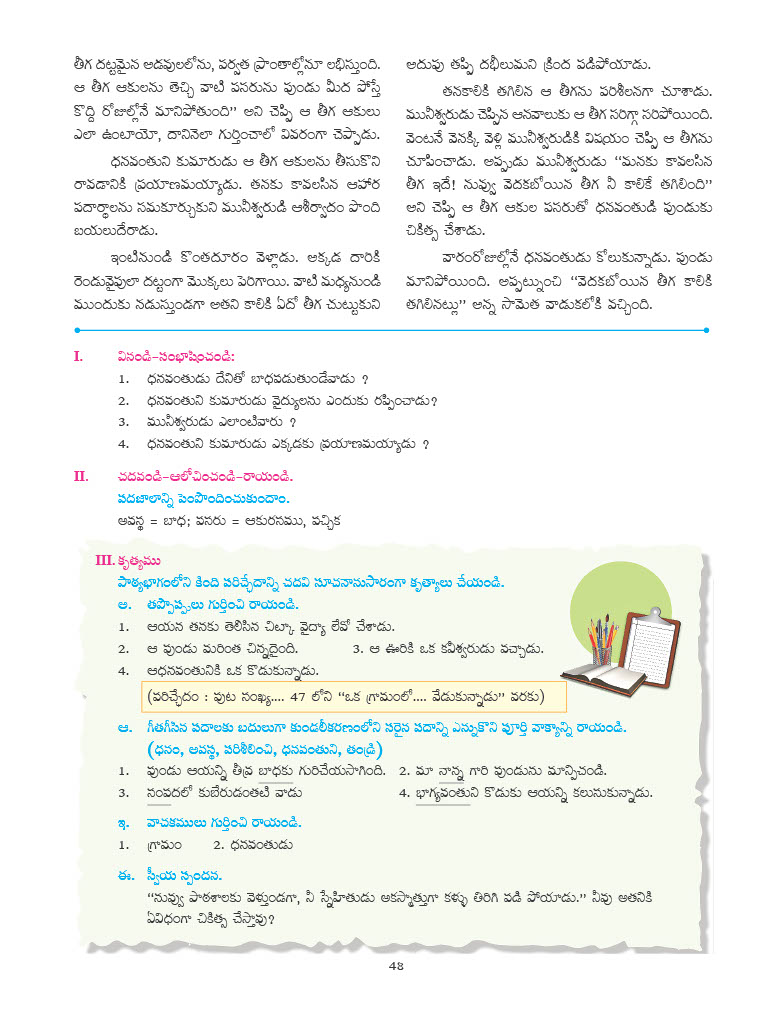 తీగ దట్టమైన అడవులలోను, పర్వత ప్రాంతాల్లోనూ లభిస్తుంది.
ఆ తీగ ఆకులను తెచ్చి వాటి పసరును పుండు మీద పోస్తే
కొద్ది రోజుల్లోనే మానిపోతుంది” అని చెప్పి ఆ తీగ ఆకులు
ఎలా ఉంటాయో, దానినెలా గుర్తించాలో వివరంగా చెప్పాడు.
ధనవంతుని కుమారుడు ఆ తీగ ఆకులను తీసుకొని
రావడానికి ప్రయాణమయ్యాడు. తనకు కావలసిన ఆహార
పదార్థాలను సమకూర్చుకుని మునీశ్వరుడి ఆశీర్వాదం పొంది
బయలుదేరాడు.
ఇంటినుండి కొంతదూరం వెళ్లాడు. అక్కడ దారికి
రెండువైపులా దట్టంగా మొక్కలు పెరిగాయి. వాటి మధ్యనుండి
ముందుకు నడుస్తుండగా అతని కాలికి ఏదో తీగ చుట్టుకుని
అదుపు తప్పి దభీలుమని క్రింద పడిపోయాడు.
తనకాలికి తగిలిన ఆ తీగను పరిశీలనగా చూశాడు.
మునీశ్వరుడు చెప్పిన ఆనవాలుకు ఆ తీగ సరిగ్గా సరిపోయింది.
వెంటనే వెనక్కి వెళ్లి మునీశ్వరుడికి విషయం చెప్పి ఆ తీగను
చూపించాడు. అప్పుడు మునీశ్వరుడు “మనకు కావలసిన
తీగ ఇదే! నువ్వు వెదకబోయిన తీగ నీ కాలికే తగిలింది”
అని చెప్పి ఆ తీగ ఆకుల పసరుతో ధనవంతుడి పుండుకు
చికిత్స చేశాడు.
వారంరోజుల్లోనే ధనవంతుడు కోలుకున్నాడు. పుండు
మానిపోయింది. అప్పట్నుంచి “వెదకబోయిన తీగ కాలికి
తగిలినట్లు” అన్న సామెత వాడుకలోకి వచ్చింది.
I. వినండి-సంభాషించండి:
1. ధనవంతుడు దేనితో బాధపడుతుండేవాడు ?
2. ధనవంతుని కుమారుడు వైద్యులను ఎందుకు రప్పించాడు?
3. మునీశ్వరుడు ఎలాంటివారు ?
4. ధనవంతుని కుమారుడు ఎక్కడకు ప్రయాణమయ్యాడు ?
II. చదవండి-ఆలోచించండి-రాయండి.
పదజాలాన్ని పెంపొందించుకుందాం.
అవస్థ = బాధ; పసరు = ఆకురసము, పచ్చిక
III. కృత్యము
పాఠ్యభాగంలోని కింది పరిచ్ఛేదాన్ని చదవి సూచనానుసారంగా కృత్యాలు చేయండి.
అ. తప్పొప్పులు గుర్తించి రాయండి.
1. ఆయన తనకు తెలిసిన చిట్కా వైద్యా లేవో చేశాడు.
2. ఆ పుండు మరింత చిన్నదైంది. 3. ఆ ఊరికి ఒక కవీశ్వరుడు వచ్చాడు.
4. ఆధనవంతునికి ఒక కొడుకున్నాడు.
(పరిచ్ఛేదం : పుట సంఖ్య.... 47 లోని “ఒక గ్రామంలో.... వేడుకున్నాడు” వరకు)
ఆ. గీతగీసిన పదాలకు బదులుగా కుండలీకరణంలోని సరైన పదాన్ని ఎన్నుకొని పూర్తి వాక్యాన్ని రాయండి.
(ధనం, అవస్థ, పరిశీలించి, ధనవంతుని, తండ్రి)
1. పుండు ఆయన్ని తీవ్ర బాధకు గురిచేయసాగింది. 2. మా నాన్న గారి పుండును మాన్పిచండి.
3. సంపదలో కుబేరుడంతటి వాడు 4. భాగ్యవంతుని కొడుకు ఆయన్ని కలుసుకున్నాడు.
ఇ. వాచకములు గుర్తించి రాయండి.
1. గ్రామం 2. ధనవంతుడు
ఈ. స్వీయ స్పందన.
“నువ్వు పాఠశాలకు వెళ్తుండగా, నీ స్నేహితుడు అకస్మాత్తుగా కళ్ళు తిరిగి పడి పోయాడు.” నీవు అతనికి
ఏవిధంగా చికిత్స చేస్తావు?
48